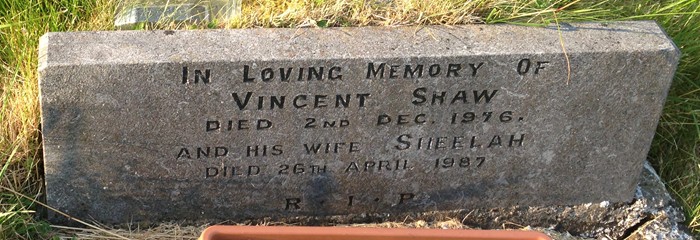 In Loving Memory Of
Vincent Shaw
DIED 2ND DEC. 1976.
AND HIS WIFE SHEELAH
DIED 26TH APRIL 1987
R·I·P